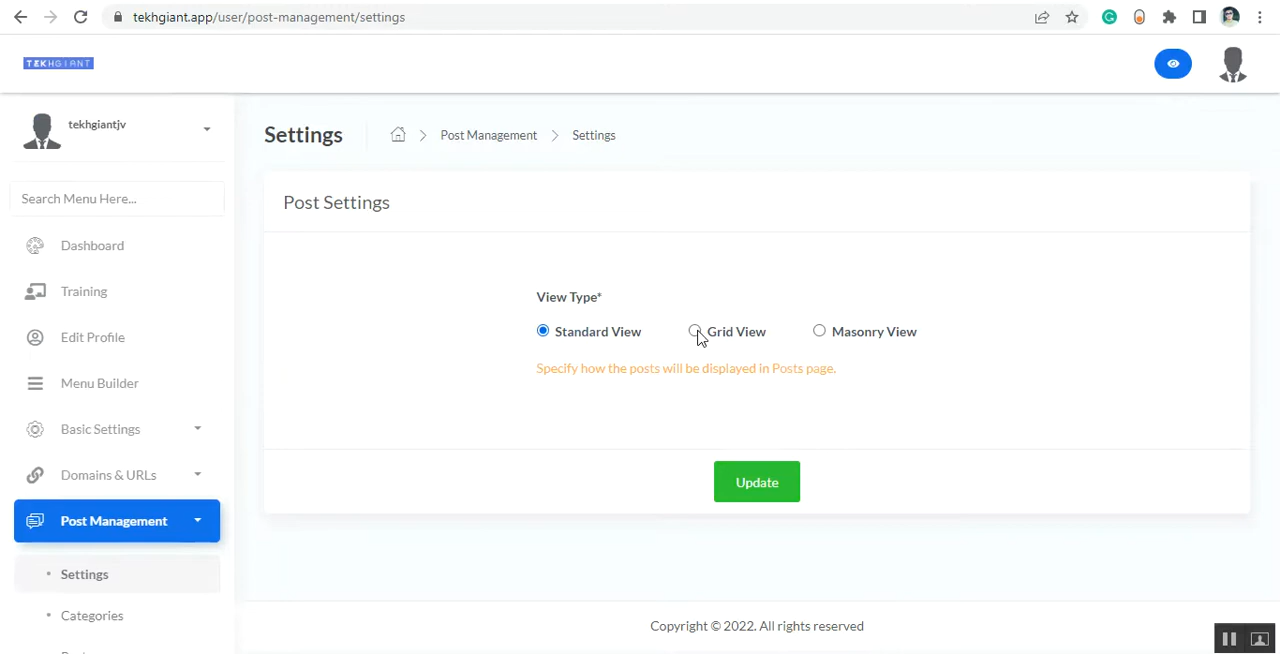 tekhgiant.app/user/post-management/settings
TEKHGIANT
tekhgiantjv
Search Menu Here...
Dashboard
Training
Edit Profile
Menu Builder
Basic Settings
Domains & URLs
Post Management
Settings
Categories
Settings
Post Management
Settings
Post Settings
View Type*
Standard View
Grid View
Masonry View
Specify how the posts will be displayed in Posts page.
Update
Copyright © 2022. All rights reserved